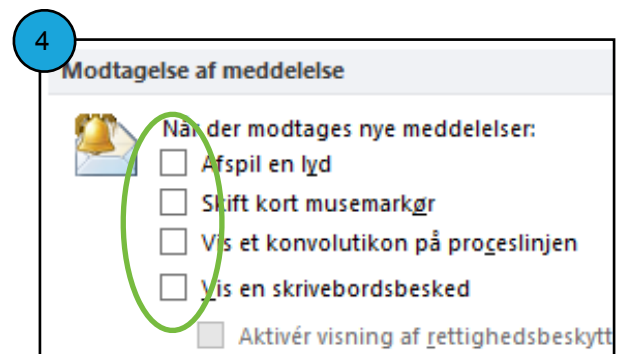 4
Modtagelse af meddelelse
Når der modtages nye meddelelser:
Afspil en lyd
Skift kort musemarkør
Vis et konvolutikon på proceslinjen
Vis en skrivebordsbesked
Aktivér visning af rettighedsbeskytt